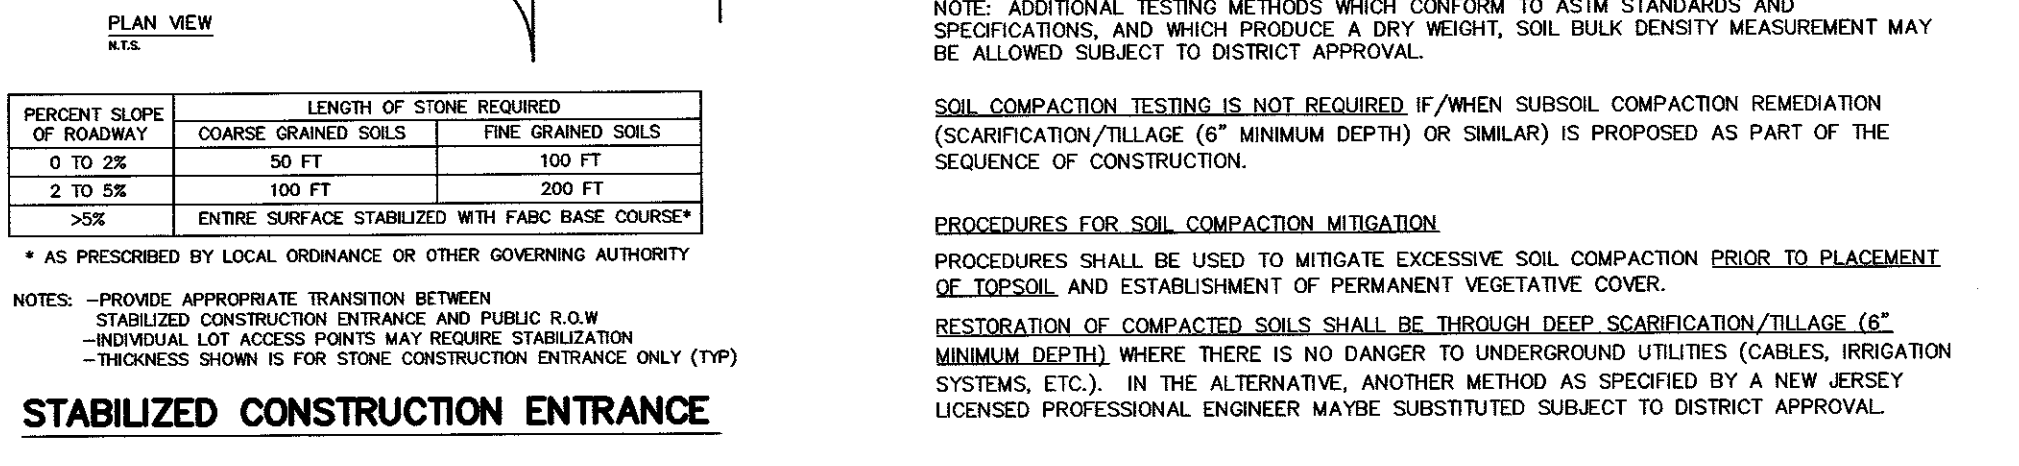 PLAN VIEW
N.T.S.
PERCENT SLOPE OF ROADWAY LENGTH OF STONE REQUIRED
COARSE GRAINED SOILS FINE GRAINED SOILS
0 TO 2% 50 FT 100 FT
2 TO 5% 100 FT 200 FT
>5% ENTIRE SURFACE STABILIZED WITH FABC BASE COURSE*
* AS PRESCRIBED BY LOCAL ORDINANCE OR OTHER GOVERNING AUTHORITY
NOTES: -PROVIDE APPROPRIATE TRANSITION BETWEEN
STABILIZED CONSTRUCTION ENTRANCE AND PUBLIC R.O.W
-INDIVIDUAL LOT ACCESS POINTS MAY REQUIRE STABILIZATION
-THICKNESS SHOWN IS FOR STONE CONSTRUCTION ENTRANCE ONLY (TYP)
STABILIZED CONSTRUCTION ENTRANCE
NOTE: ADDITIONAL TESTING METHODS WHICH CONFORM TO ASTM STANDARDS AND
SPECIFICATIONS, AND WHICH PRODUCE A DRY WEIGHT, SOIL BULK DENSITY MEASUREMENT MAY
BE ALLOWED SUBJECT TO DISTRICT APPROVAL.
SOIL COMPACTION TESTING IS NOT REQUIRED IF/WHEN SUBSOIL COMPACTION REMEDIATION
(SCARIFICATION/TILLAGE (6" MINIMUM DEPTH) OR SIMILAR) IS PROPOSED AS PART OF THE
SEQUENCE OF CONSTRUCTION.
PROCEDURES FOR SOIL COMPACTION MITIGATION
PROCEDURES SHALL BE USED TO MITIGATE EXCESSIVE SOIL COMPACTION PRIOR TO PLACEMENT
OF TOPSOIL AND ESTABLISHMENT OF PERMANENT VEGETATIVE COVER.
RESTORATION OF COMPACTED SOILS SHALL BE THROUGH DEEP SCARIFICATION/TILLAGE (6"
MINIMUM DEPTH) WHERE THERE IS NO DANGER TO UNDERGROUND UTILITIES (CABLES, IRRIGATION
SYSTEMS, ETC.). IN THE ALTERNATIVE, ANOTHER METHOD AS SPECIFIED BY A NEW JERSEY
LICENSED PROFESSIONAL ENGINEER MAYBE SUBSTITUTED SUBJECT TO DISTRICT APPROVAL.